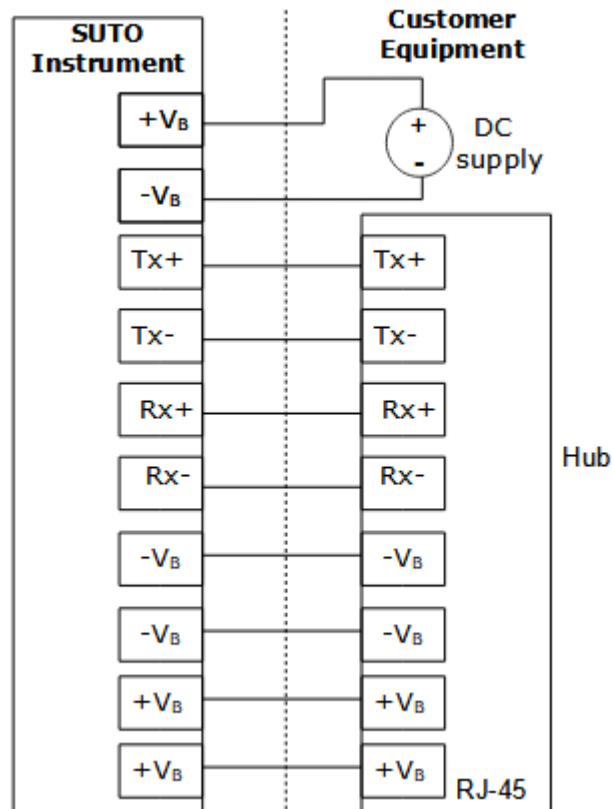 SUTO
Instrument
Customer
Equipment
+VB
+
-
DC
supply
-VB
Tx+ Tx+
Tx- Tx-
Rx+ Rx+
Rx- Rx-
Hub
-VB -VB
-VB -VB
+VB +VB
+VB +VB
RJ-45